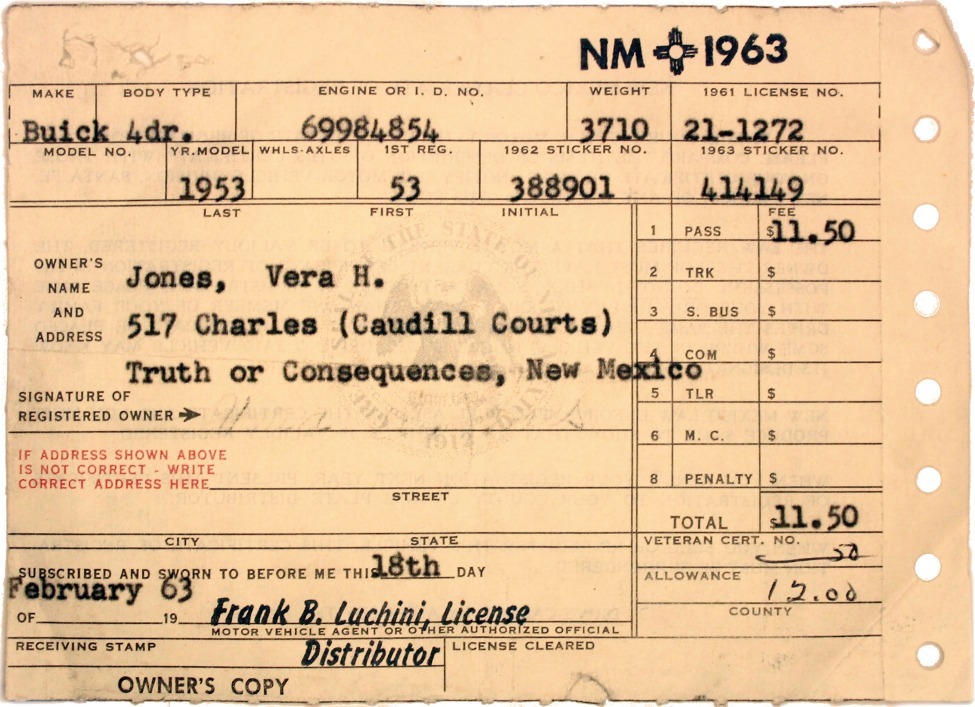 NM 1963
MAKE BODY TYPE ENGINE OR I. D. NO. WEIGHT 1961 LICENSE NO.
Buick 4dr. 69984854 3710 21-1272
MODEL NO. YR. MODEL WHLS-AXLES 1ST REG. 1962 STICKER NO. 1963 STICKER NO.
1953 53 388901 414149
LAST FIRST INITIAL FEE
1 PASS $11.50
OWNER'S NAME AND ADDRESS
Jones, Vera H.
517 Charles (Caudill Courts)
Truth or Consequences, New Mexico
2 TRK $
3 S. BUS $
4 COM $
5 TLR $
6 M. C. $
8 PENALTY $
TOTAL $11.50
SIGNATURE OF
REGISTERED OWNER
IF ADDRESS SHOWN ABOVE
IS NOT CORRECT - WRITE
CORRECT ADDRESS HERE
STREET
CITY STATE
VETERAN CERT. NO.
50
ALLOWANCE
12.00
COUNTY
SUBSCRIBED AND SWORN TO BEFORE ME THIS 18th DAY
February 63
OF 19 Frank B. Luchini, License
MOTOR VEHICLE AGENT OR OTHER AUTHORIZED OFFICIAL
RECEIVING STAMP Distributor LICENSE CLEARED
OWNER'S COPY